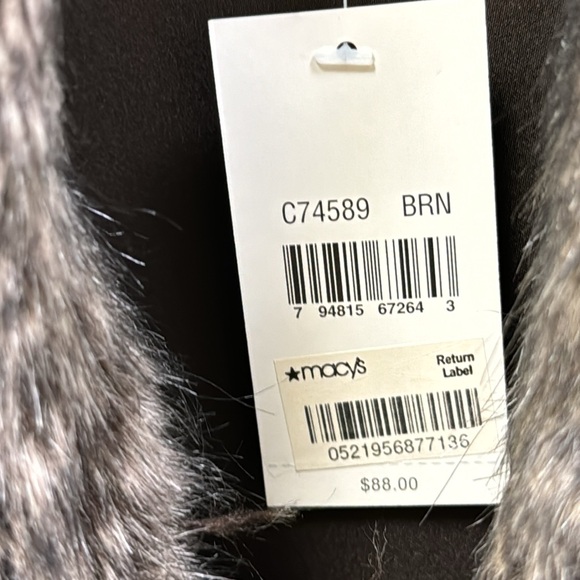 C74589 BRN
7 94815 67264 3
★macy's Return
Label
0521956877136
$88.00